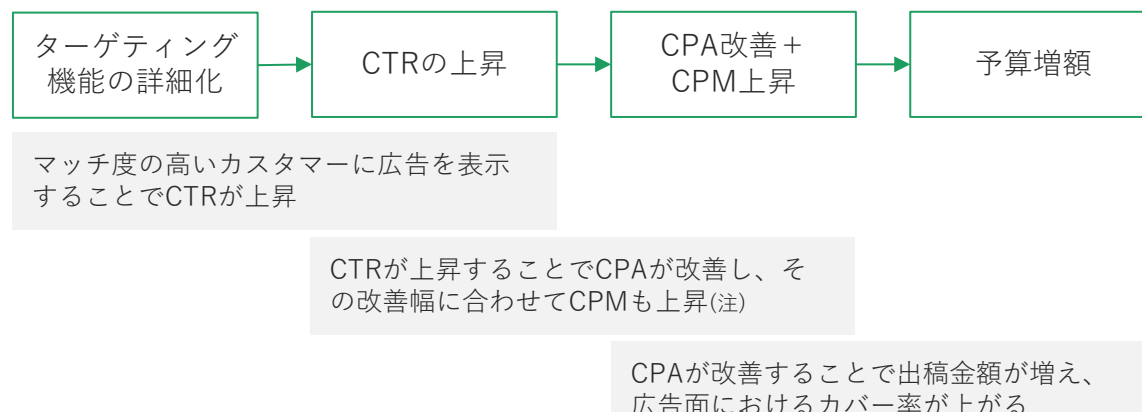 ターゲティング
機能の詳細化
CTRの上昇
CPA改善＋
CPM上昇
予算増額
マッチ度の高いカスタマーに広告を表示
することでCTRが上昇
CTRが上昇することでCPAが改善し、そ
の改善幅に合わせてCPMも上昇(注)
CPAが改善することで出稿金額が増え、
広告面におけるカバー率が上がる